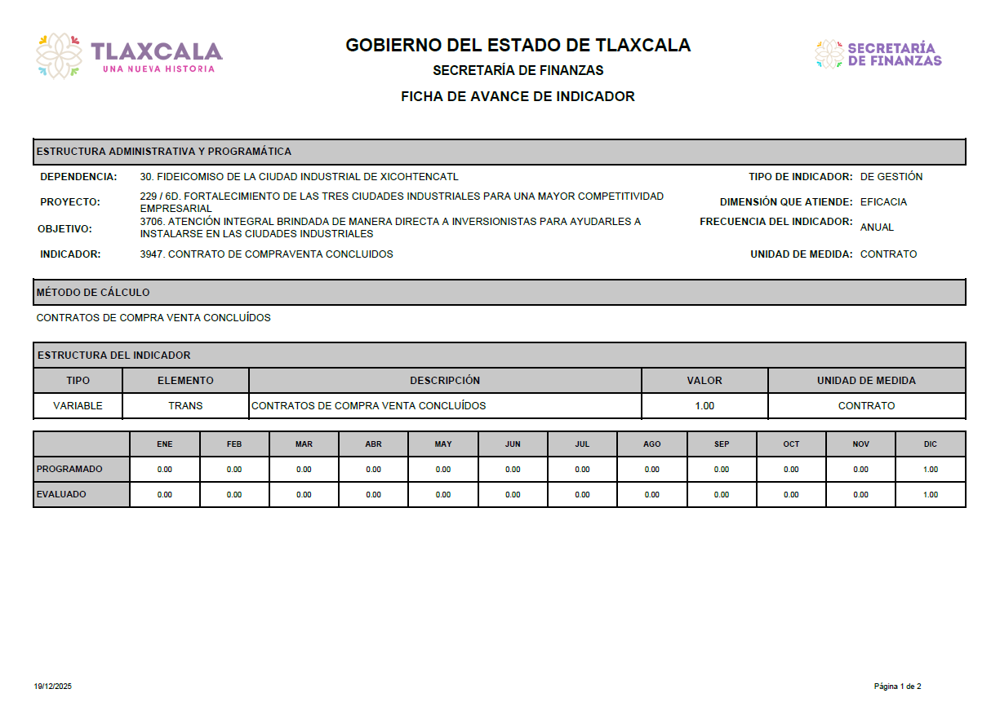 TLAXCALA
UNA NUEVA HISTORIA
GOBIERNO DEL ESTADO DE TLAXCALA
SECRETARÍA DE FINANZAS
FICHA DE AVANCE DE INDICADOR
SECRETARÍA
DE FINANZAS
ESTRUCTURA ADMINISTRATIVA Y PROGRAMÁTICA
DEPENDENCIA: 30. FIDEICOMISO DE LA CIUDAD INDUSTRIAL DE XICOHTENCATL TIPO DE INDICADOR: DE GESTIÓN
PROYECTO: 229 / 6D. FORTALECIMIENTO DE LAS TRES CIUDADES INDUSTRIALES PARA UNA MAYOR COMPETITIVIDAD
EMPRESARIAL DIMENSIÓN QUE ATIENDE: EFICACIA
OBJETIVO: 3706. ATENCIÓN INTEGRAL BRINDADA DE MANERA DIRECTA A INVERSIONISTAS PARA AYUDARLES A
INSTALARSE EN LAS CIUDADES INDUSTRIALES FRECUENCIA DEL INDICADOR: ANUAL
INDICADOR: 3947. CONTRATO DE COMPRAVENTA CONCLUIDOS UNIDAD DE MEDIDA: CONTRATO
MÉTODO DE CÁLCULO
CONTRATOS DE COMPRA VENTA CONCLUÍDOS
ESTRUCTURA DEL INDICADOR
TIPO ELEMENTO DESCRIPCIÓN VALOR UNIDAD DE MEDIDA
VARIABLE TRANS CONTRATOS DE COMPRA VENTA CONCLUÍDOS 1.00 CONTRATO
ENE FEB MAR ABR MAY JUN JUL AGO SEP OCT NOV DIC
PROGRAMADO 0.00 0.00 0.00 0.00 0.00 0.00 0.00 0.00 0.00 0.00 0.00 1.00
EVALUADO 0.00 0.00 0.00 0.00 0.00 0.00 0.00 0.00 0.00 0.00 0.00 1.00
19/12/2025 Página 1 de 2